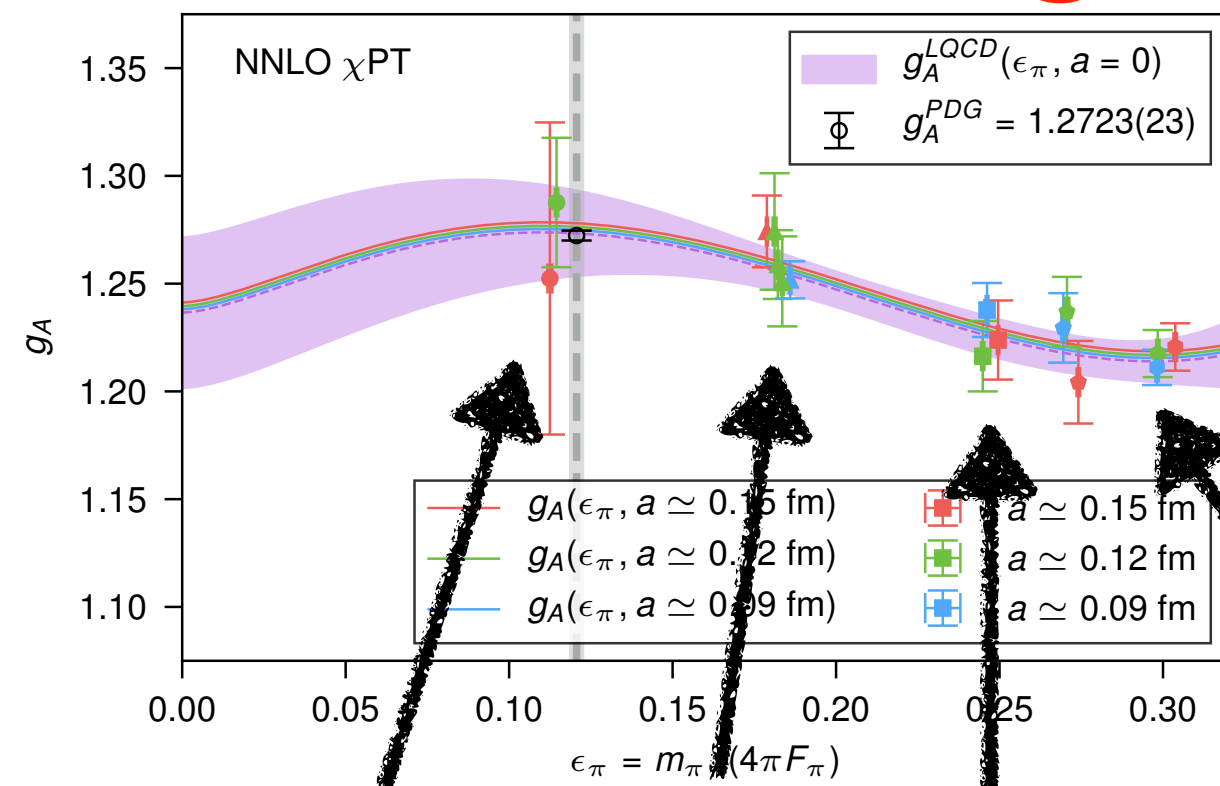 NNLO χPT
g_A^{LQCD}(ϵ_π, a = 0)
g_A^{PDG} = 1.2723(23)
1.35
1.30
1.25
1.20
1.15
1.10
g_A
g_A(ϵ_π, a ≃ 0.15 fm)
a ≃ 0.15 fm
g_A(ϵ_π, a ≃ 0.12 fm)
a ≃ 0.12 fm
g_A(ϵ_π, a ≃ 0.09 fm)
a ≃ 0.09 fm
0.00 0.05 0.10 0.15 0.20 0.25 0.30
ϵ_π = m_π/(4πF_π)